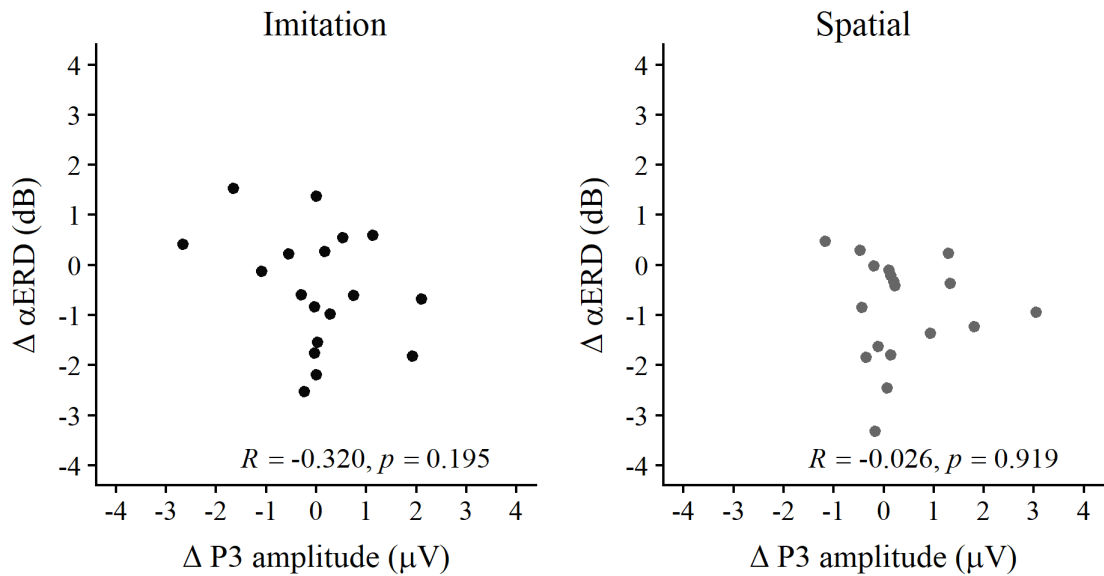 Imitation
4
3
2
1
0
-1
-2
-3
-4
Δ αERD (dB)
R = -0.320, p = 0.195
-4 -3 -2 -1 0 1 2 3 4
Δ P3 amplitude (μV)
Spatial
4
3
2
1
0
-1
-2
-3
-4
Δ αERD (dB)
R = -0.026, p = 0.919
-4 -3 -2 -1 0 1 2 3 4
Δ P3 amplitude (μV)